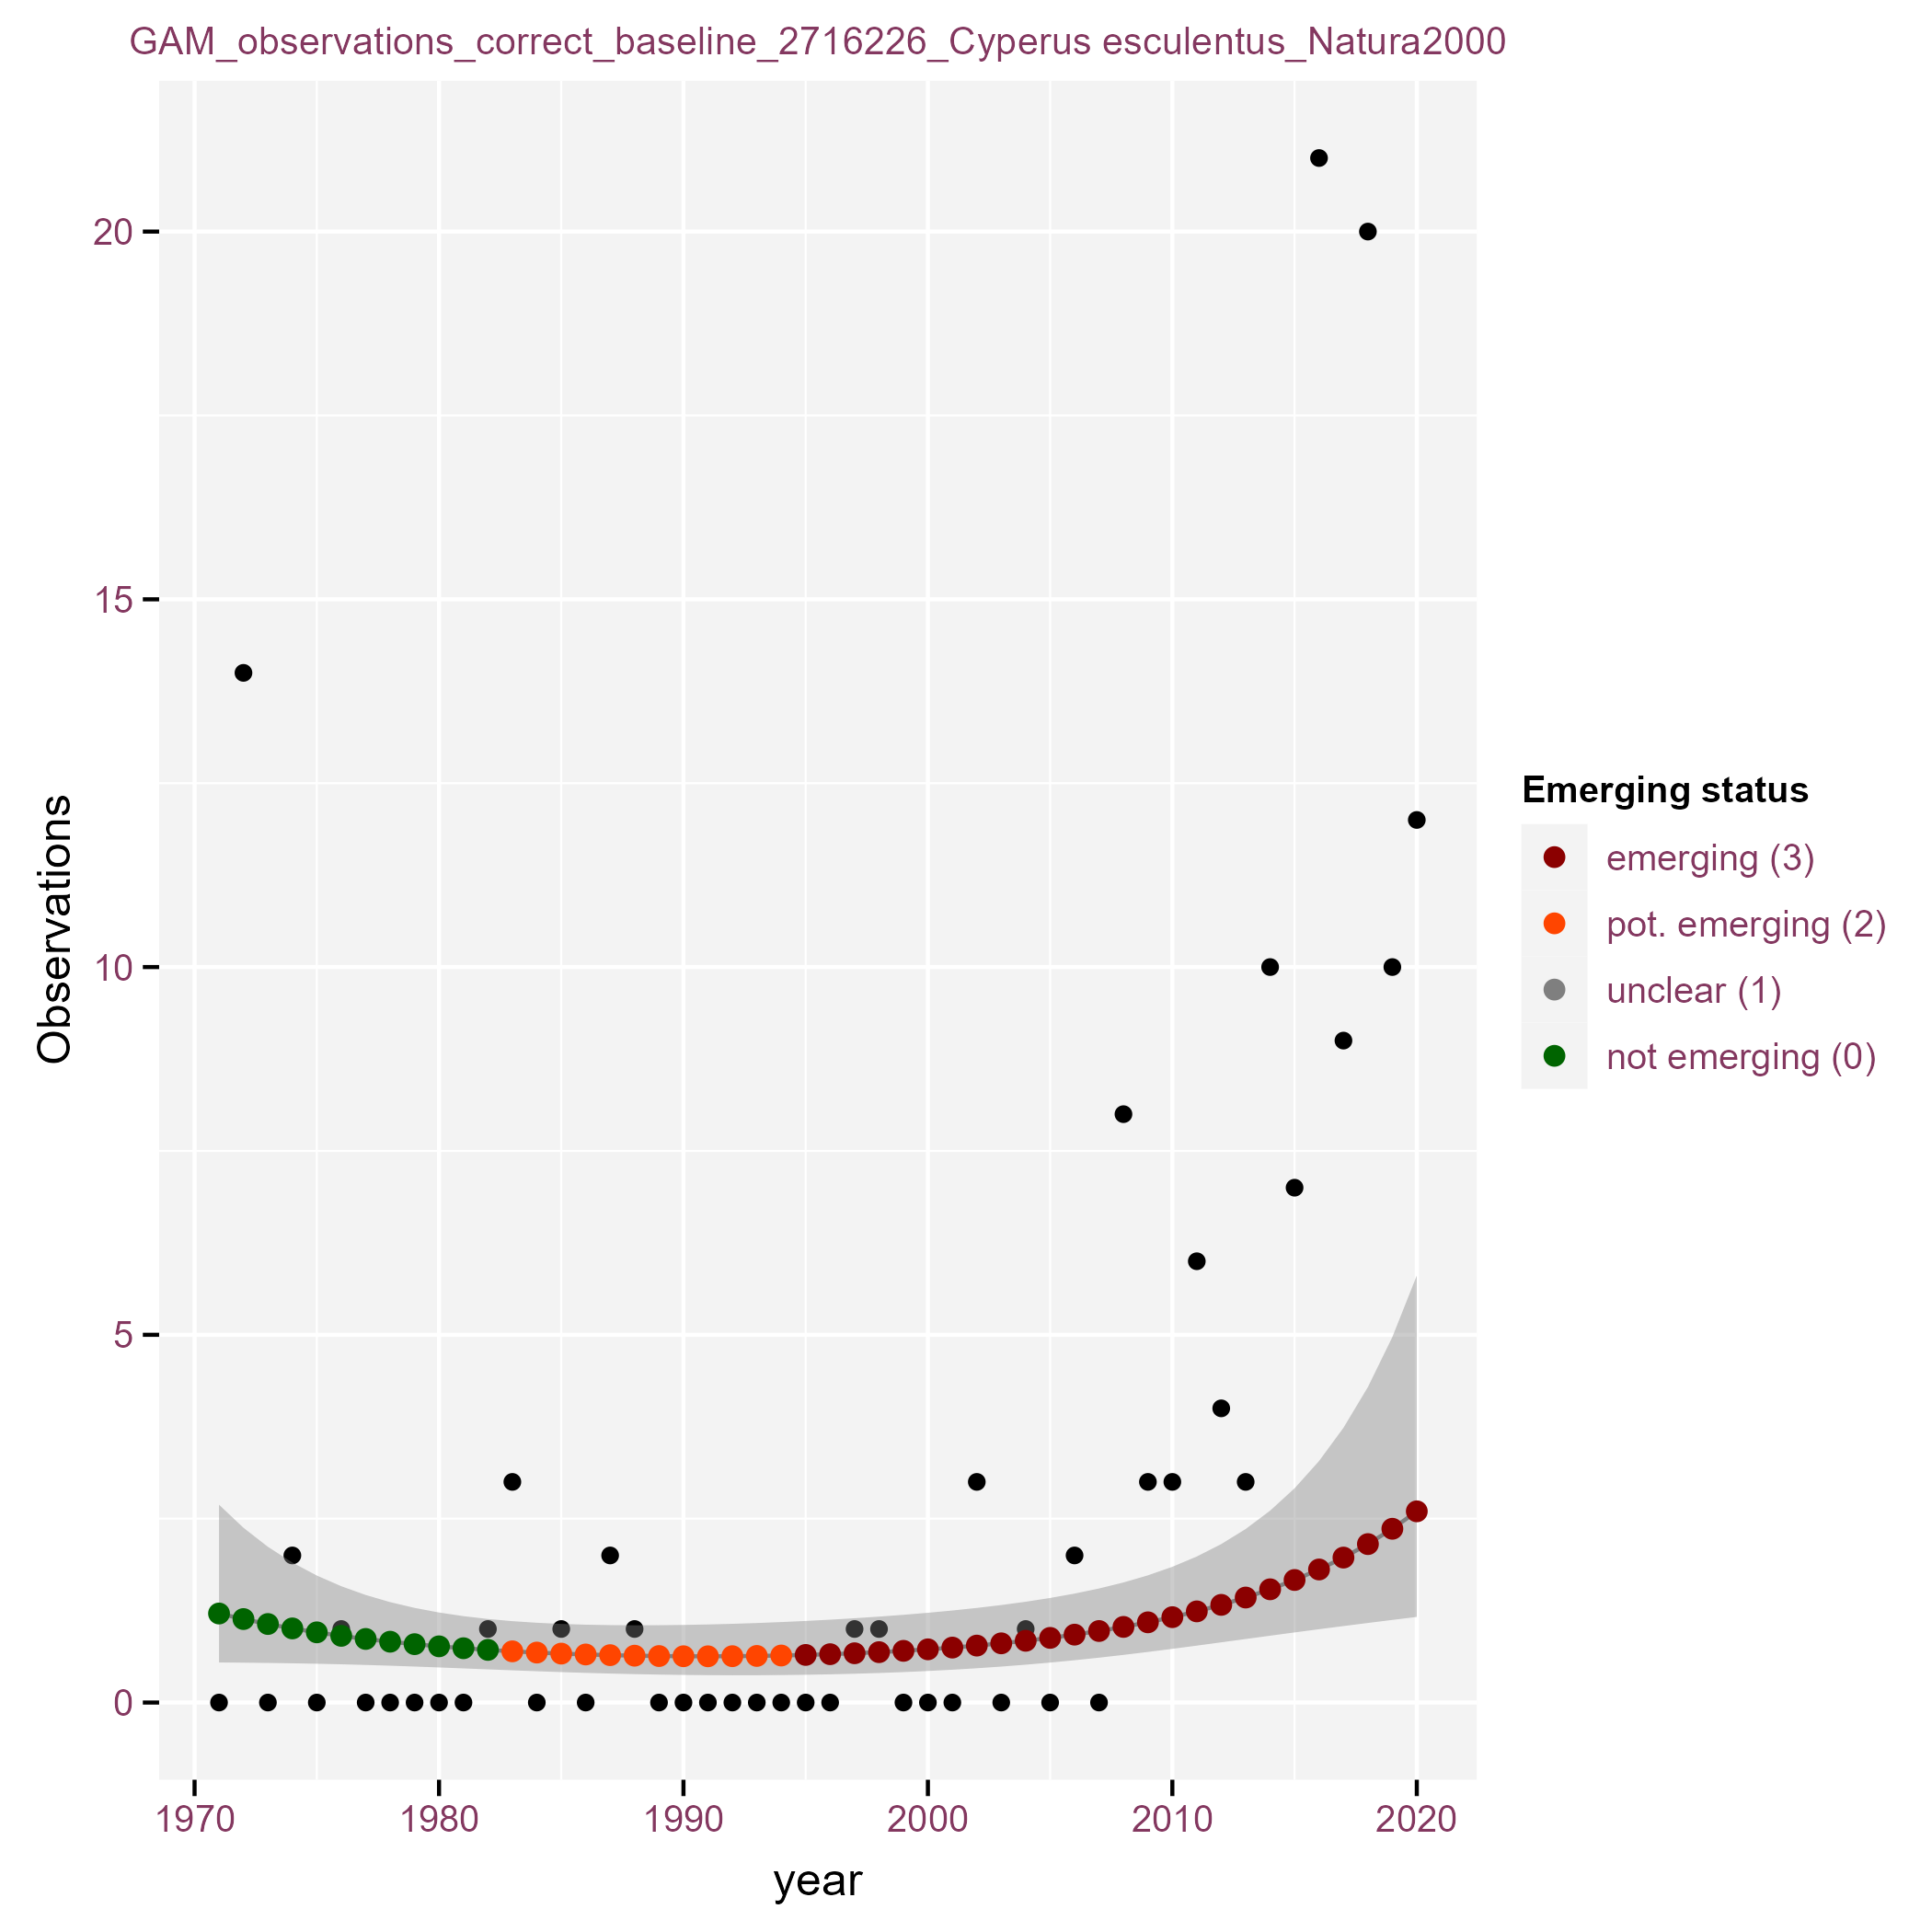 GAM_observations_correct_baseline_2716226_Cyperus esculentus_Natura2000
Observations
20
15
10
5
0
1970 1980 1990 2000 2010 2020
year
Emerging status
emerging (3)
pot. emerging (2)
unclear (1)
not emerging (0)